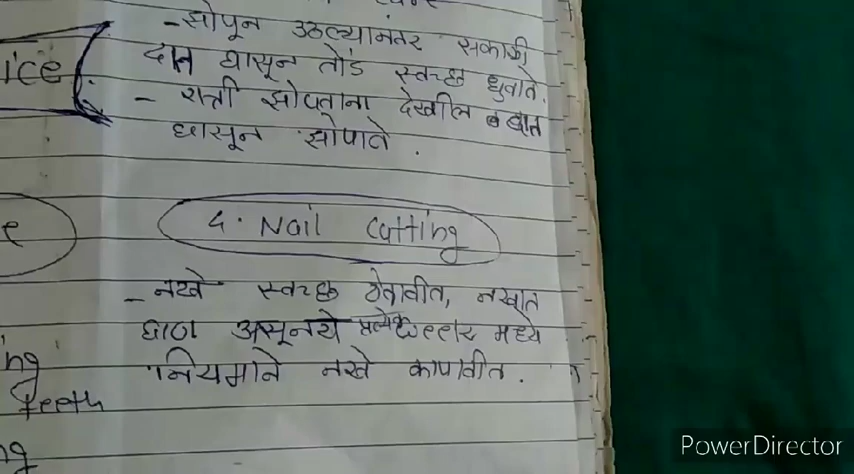 - झोपून उठल्यानंतर सकाळी
ice दात घासून तोंड स्वच्छ धुवावे.
- रात्री झोपताना देखील दात
घासून झोपावे.
e 4. Nail Cutting
- नखे स्वच्छ ठेवावीत, नखात
घाण असूनये प्रत्येक मध्ये
ng नियमाने नखे कापावीत.
teeth
ng
PowerDirector